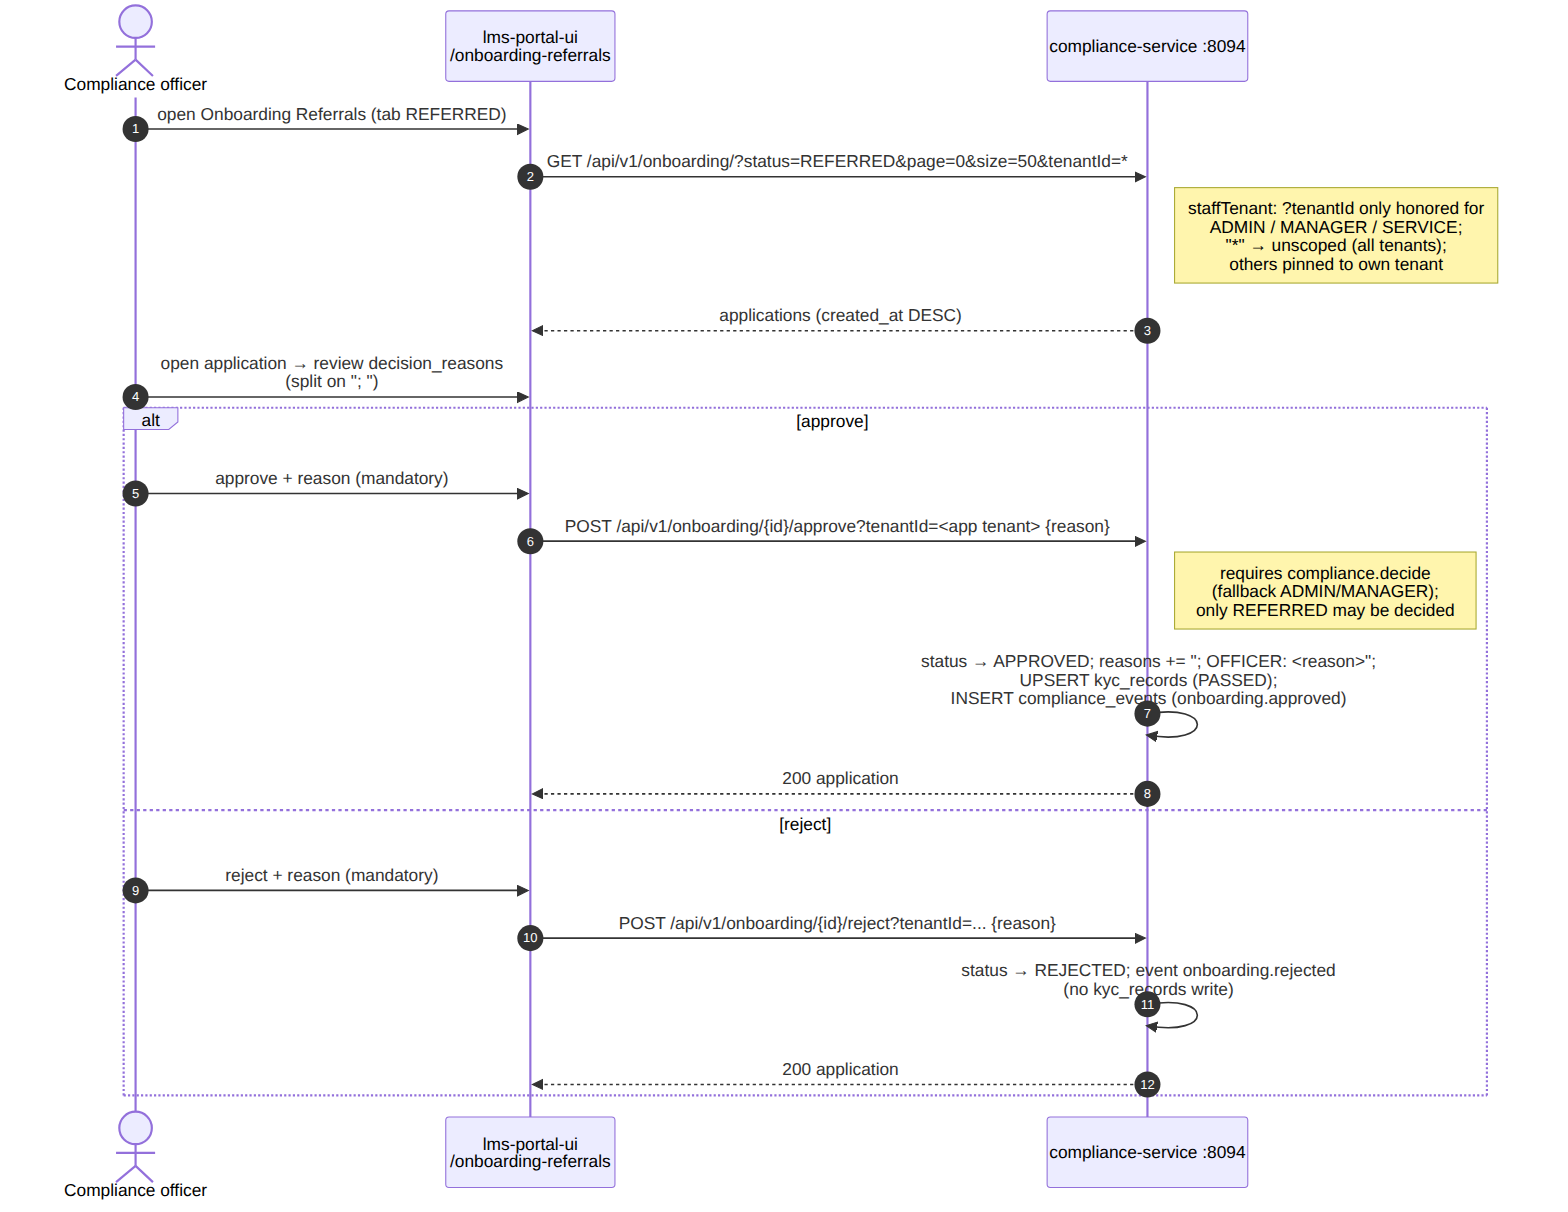 Compliance officer
lms-portal-ui
/onboarding-referrals
compliance-service :8094
open Onboarding Referrals (tab REFERRED)
1
GET /api/v1/onboarding/?status=REFERRED&page=0&size=50&tenantId=*
2
staffTenant: ?tenantId only honored for
ADMIN / MANAGER / SERVICE;
"*" → unscoped (all tenants);
others pinned to own tenant
applications (created_at DESC)
3
open application → review decision_reasons
(split on "; ")
4
alt
[approve]
approve + reason (mandatory)
5
POST /api/v1/onboarding/{id}/approve?tenantId=<app tenant> {reason}
6
requires compliance.decide
(fallback ADMIN/MANAGER);
only REFERRED may be decided
status → APPROVED; reasons += "; OFFICER: <reason>";
UPSERT kyc_records (PASSED);
INSERT compliance_events (onboarding.approved)
7
200 application
8
[reject]
reject + reason (mandatory)
9
POST /api/v1/onboarding/{id}/reject?tenantId=... {reason}
10
status → REJECTED; event onboarding.rejected
(no kyc_records write)
11
200 application
12
Compliance officer
lms-portal-ui
/onboarding-referrals
compliance-service :8094